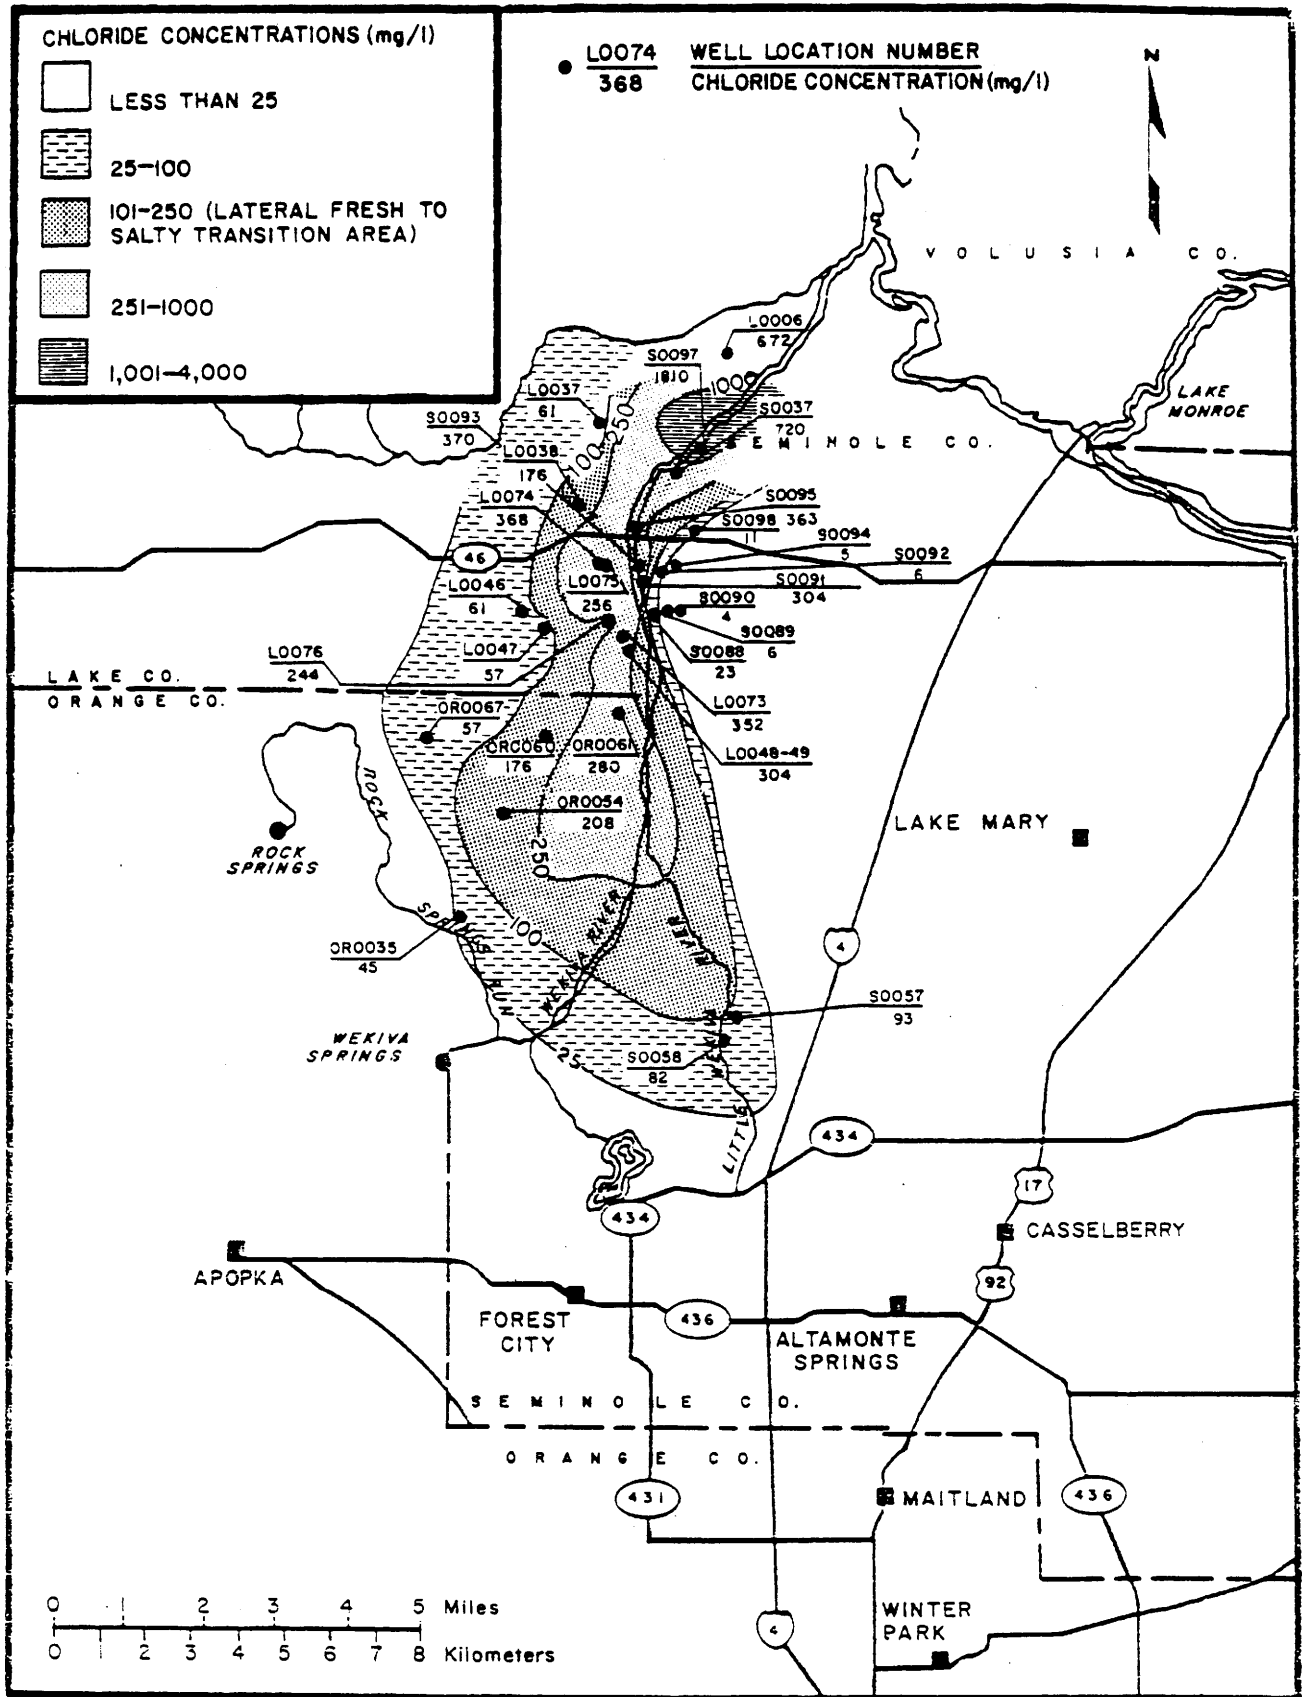 CHLORIDE CONCENTRATIONS (mg/l)
LESS THAN 25
25-100
101-250 (LATERAL FRESH TO
SALTY TRANSITION AREA)
251-1000
1,001-4,000
L0074 WELL LOCATION NUMBER
368 CHLORIDE CONCENTRATION (mg/l)
N
VOLUSIA CO.
L0006
672
S0097
1810
1000
LAKE
MONROE
L0037
61
250
S0037
720
S0093
370
SEMINOLE CO.
L0038
176
100
L0074
368
S0095
363
S0098
11
S0094
5
46
S0092
6
L0075
256
S0091
304
L0046
61
S0090
4
S0089
6
L0047
57
S0088
23
L0076
244
LAKE CO.
ORANGE CO.
L0073
352
OR0067
57
OR0060
176
OR0061
280
L0048-49
304
OR0054
208
LAKE MARY
ROCK
SPRINGS
ROCK
SPRINGS
RUN
250
100
WEKIVA RIVER
RIVER
OR0035
45
4
S0057
93
WEKIVA
SPRINGS
WEKIVA
25
S0058
82
LITTLE
434
434
17
CASSELBERRY
APOPKA
92
FOREST
CITY
436
ALTAMONTE
SPRINGS
SEMINOLE CO.
ORANGE CO.
431
MAITLAND
436
0 1 2 3 4 5 Miles
0 1 2 3 4 5 6 7 8 Kilometers
4
WINTER
PARK